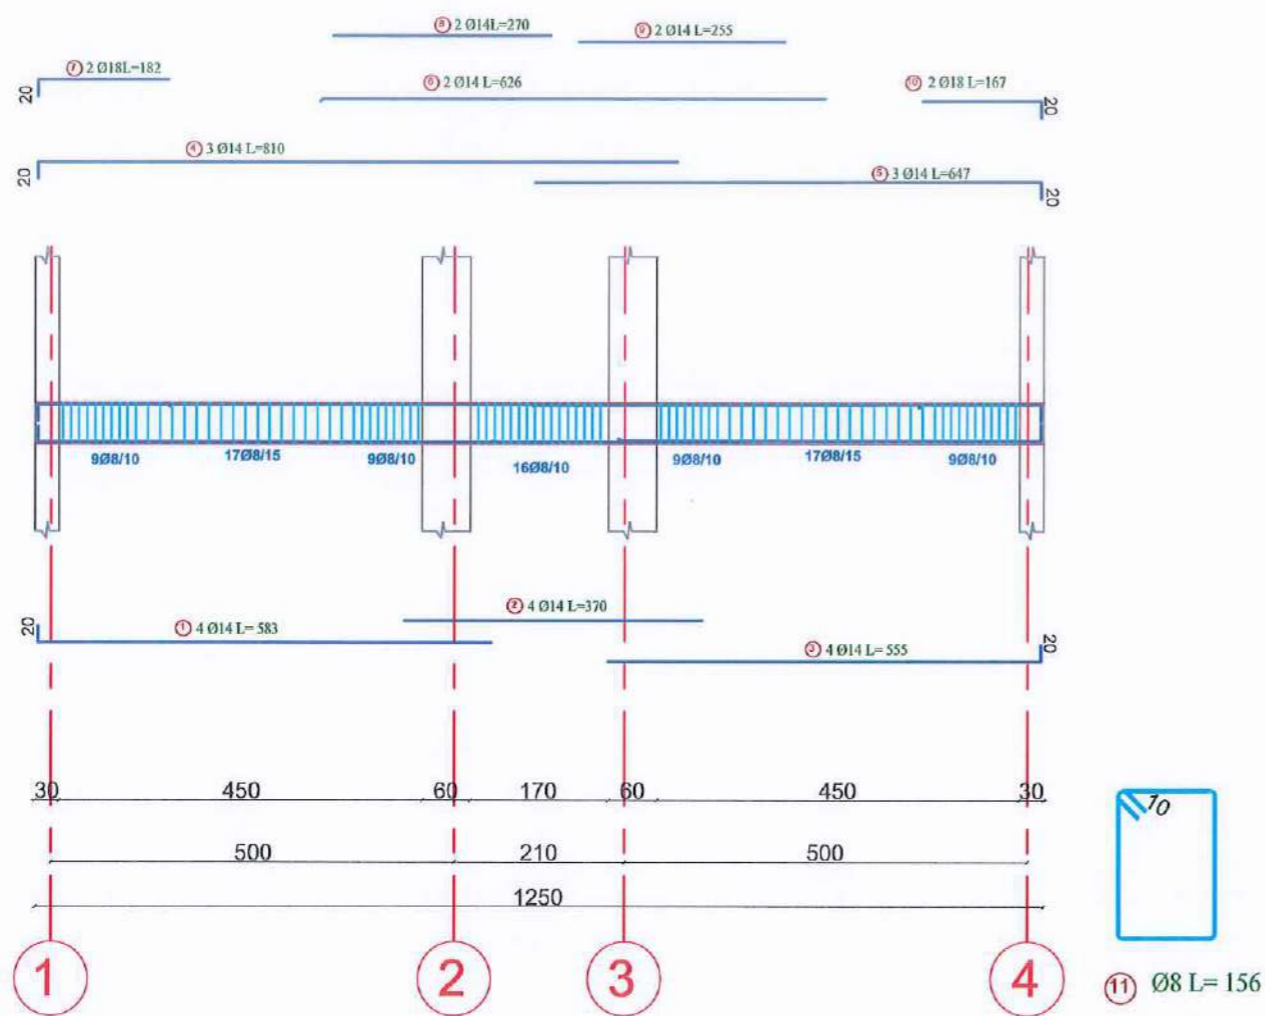 ⑧ 2 Ø14L=270
⑨ 2 Ø14 L=255
⑦ 2 Ø18L=182
⑥ 2 Ø14 L=626
⑩ 2 Ø18 L=167
20
20
④ 3 Ø14 L=810
⑤ 3 Ø14 L=647
20
20
9Ø8/10
17Ø8/15
9Ø8/10
16Ø8/10
9Ø8/10
17Ø8/15
9Ø8/10
② 4 Ø14 L=370
20
① 4 Ø14 L= 583
③ 4 Ø14 L= 555
20
30 450 60 170 60 450 30
10
500 210 500
1250
1 2 3 4
⑪ Ø8 L= 156